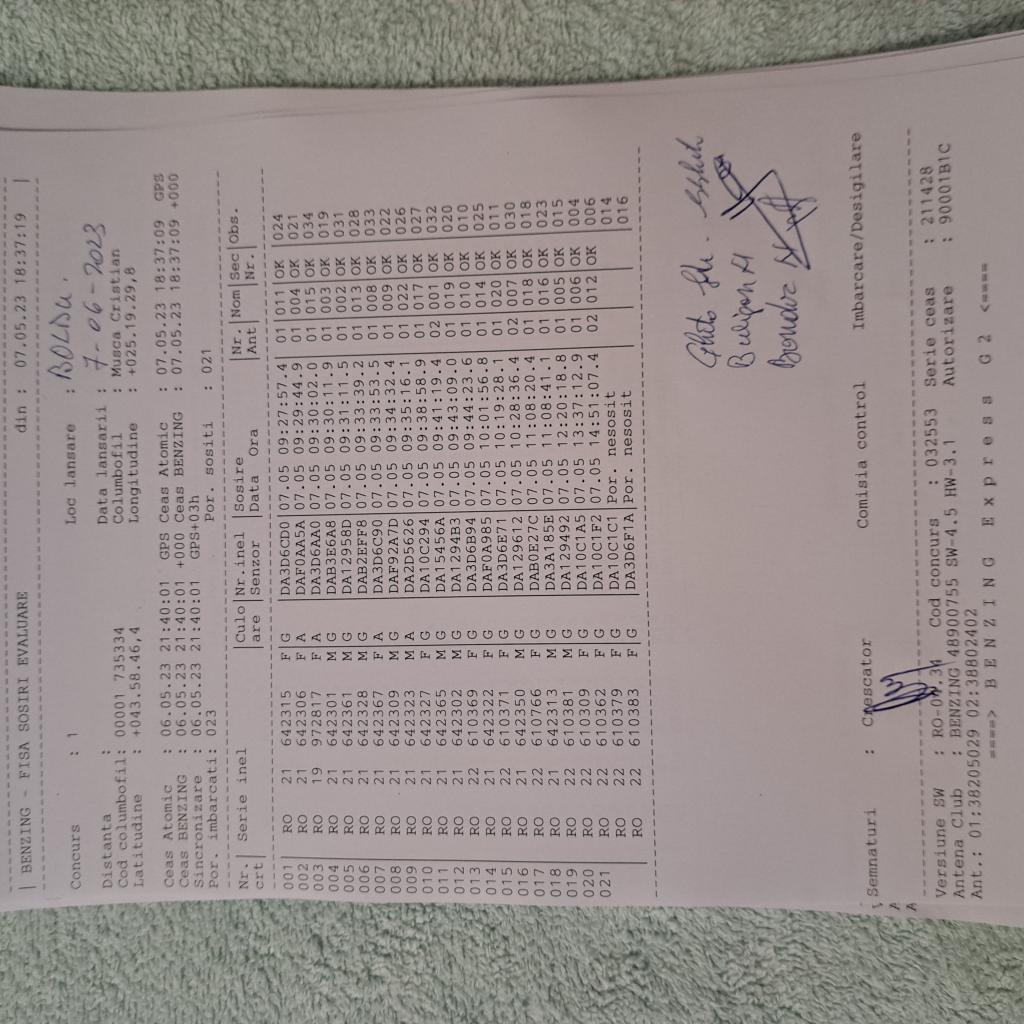 | BENZING - FISA SOSIRI EVALUARE din : 07.05.23 18:37:19 |
Concurs : 1 Loc lansare : BOLDU.
Distanta : Data lansarii : 7-06-2023
Cod columbofil: 00001 735334 Columbofil : Musca Cristian
Latitudine : +043.58.46,4 Longitudine : +025.19.29,8
Ceas Atomic : 06.05.23 21:40:01 GPS Ceas Atomic : 07.05.23 18:37:09 GPS
Ceas BENZING : 06.05.23 21:40:01 +000 Ceas BENZING : 07.05.23 18:37:09 +000
Sincronizare : 06.05.23 21:40:01 GPS+03h
Por. imbarcati: 023 Por. sositi : 021
Nr.| Serie inel |Culo|Nr.inel |Sosire |Nr. |Nom|Sec|Obs.
crt| |are |Senzor |Data Ora |Ant | |Nr.|
001| RO 21 642315 F|G |DA3D6CD0|07.05 09:27:57.4|01 |011|OK |024
002| RO 21 642306 F|A |DAF0AA5A|07.05 09:29:44.9|01 |004|OK |021
003| RO 19 972817 F|A |DA3D6AA0|07.05 09:30:02.0|01 |015|OK |034
004| RO 21 642301 M|G |DAB3E6A8|07.05 09:30:11.9|01 |003|OK |019
005| RO 21 642361 M|G |DA12958D|07.05 09:31:11.5|01 |002|OK |031
006| RO 21 642328 M|G |DAB2EFF8|07.05 09:33:39.2|01 |013|OK |028
007| RO 21 642367 F|A |DA3D6C90|07.05 09:33:53.5|01 |008|OK |033
008| RO 21 642309 M|G |DAF92A7D|07.05 09:34:32.4|01 |009|OK |022
009| RO 21 642323 M|A |DA2D5626|07.05 09:35:16.1|01 |022|OK |026
010| RO 21 642327 F|G |DA10C294|07.05 09:38:58.9|01 |017|OK |027
011| RO 21 642365 M|G |DA15456A|07.05 09:41:19.4|02 |001|OK |032
012| RO 21 642302 M|G |DA1294B3|07.05 09:43:09.0|01 |019|OK |020
013| RO 22 610369 F|G |DA3D6B94|07.05 09:44:23.6|01 |010|OK |010
014| RO 21 642322 F|G |DAF0A985|07.05 10:01:56.8|01 |014|OK |025
015| RO 22 610371 F|G |DA3D6E71|07.05 10:19:28.1|01 |020|OK |011
016| RO 21 642350 M|G |DA129612|07.05 10:28:36.4|02 |007|OK |030
017| RO 22 610766 F|G |DAB0E27C|07.05 11:08:20.4|01 |018|OK |018
018| RO 21 642313 M|G |DA3A185E|07.05 11:08:41.1|01 |016|OK |023
019| RO 22 610381 M|G |DA129492|07.05 12:20:18.8|01 |005|OK |015
020| RO 22 610309 F|G |DA10C1A5|07.05 13:37:12.9|01 |006|OK |004
021| RO 22 610362 F|G |DA10C1F2|07.05 14:51:07.4|02 |012|OK |006
RO 22 610379 F|G |DA10C1C1|Por. nesosit 014
RO 22 610383 F|G |DA3D6F1A|Por. nesosit 016
Semnaturi : Crescator Comisia control Imbarcare/Desigilare
Versiune SW : RO-04.34 Cod concurs : 032553 Serie ceas : 211428
Antena Club : BENZING 48900755 SW-4.5 HW-3.1 Autorizare : 90001B1C
Ant.: 01:38205029 02:38802402
====> B E N Z I N G E x p r e s s G 2 <====